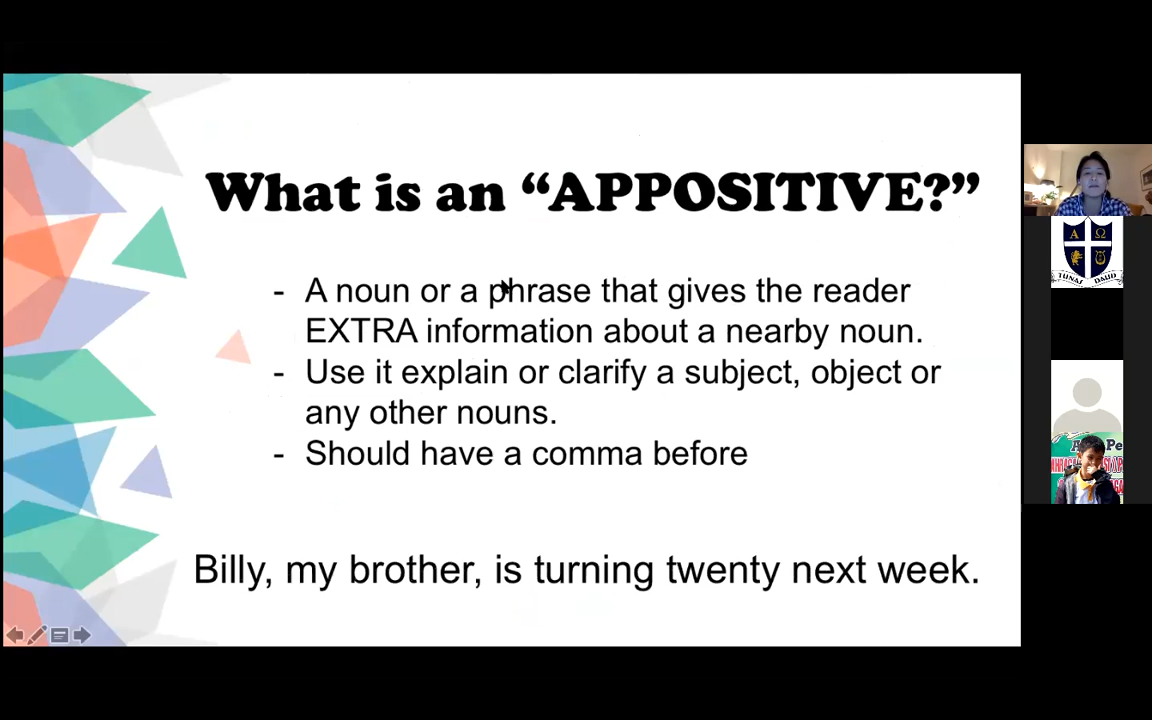 What is an “APPOSITIVE?”
- A noun or a phrase that gives the reader
EXTRA information about a nearby noun.
- Use it explain or clarify a subject, object or
any other nouns.
- Should have a comma before
Billy, my brother, is turning twenty next week.
Α Ω
TUNAS DAUD